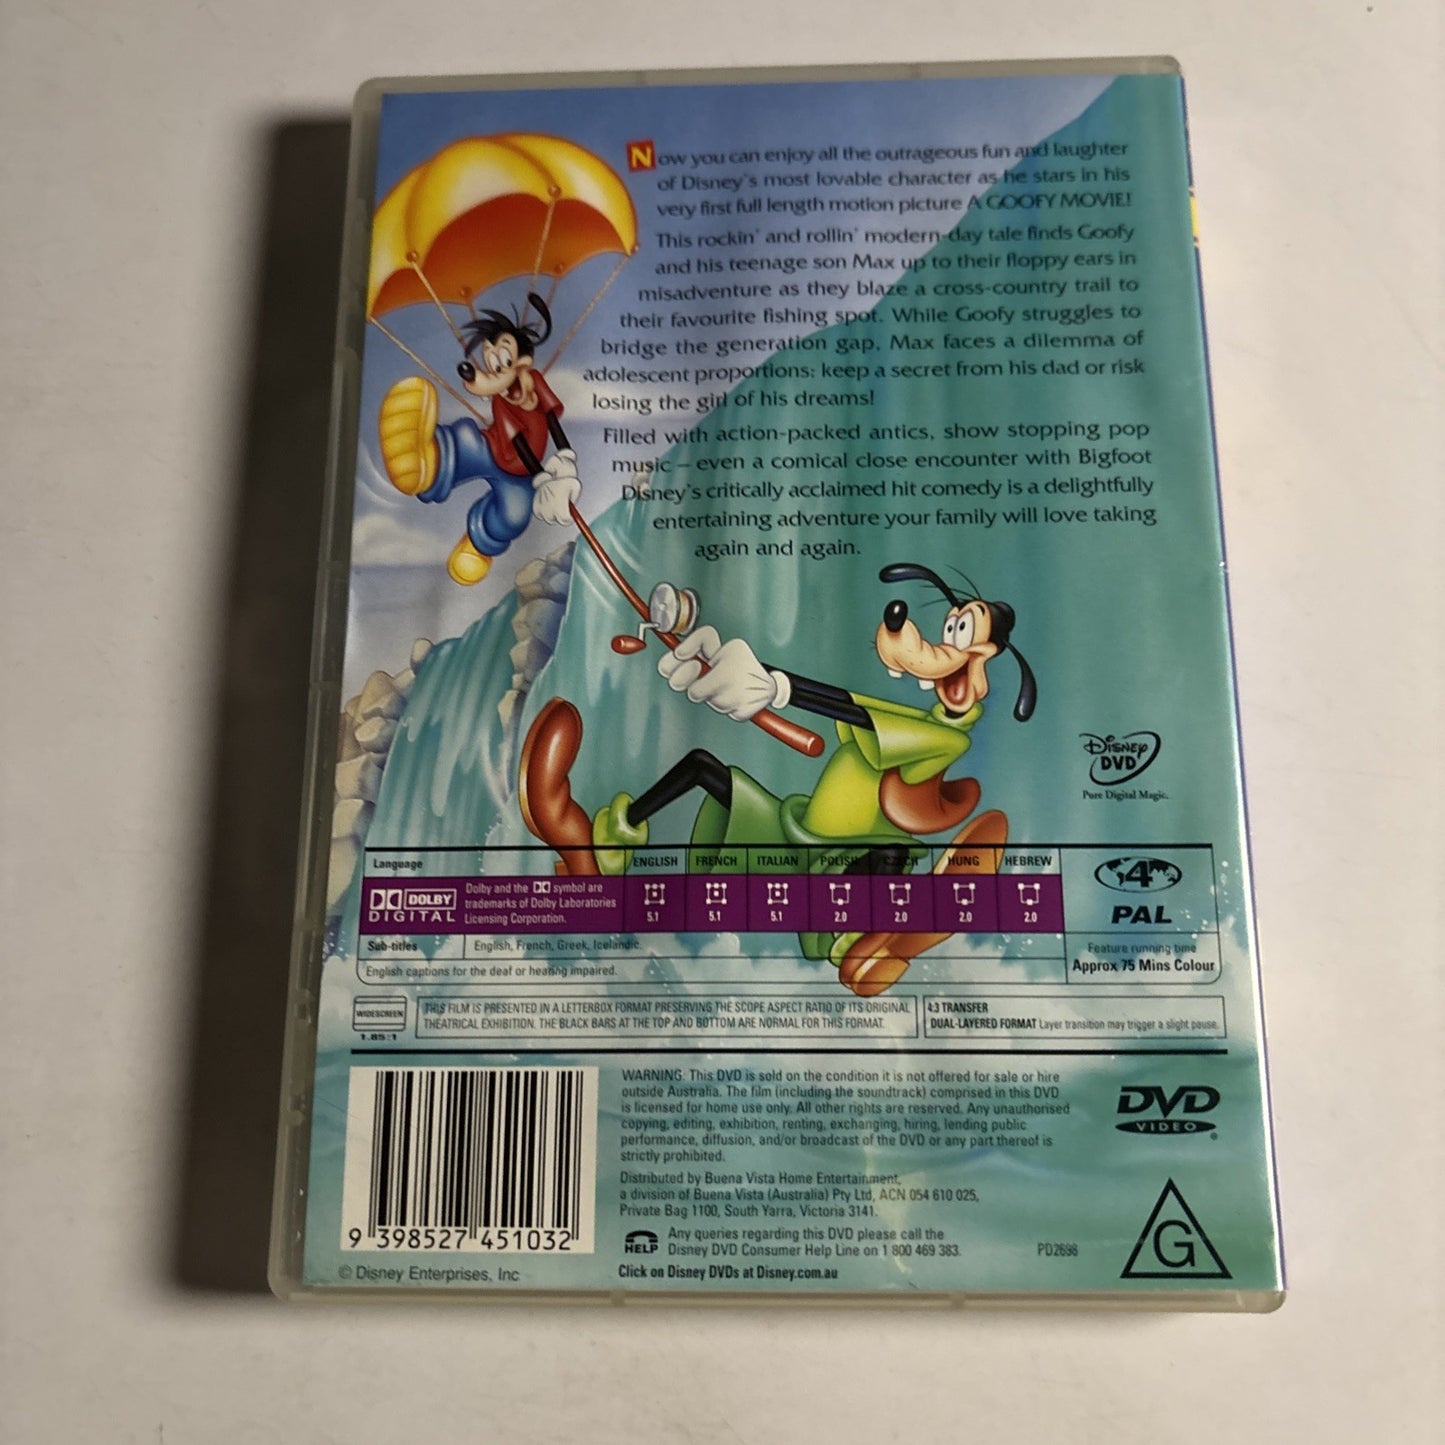 Now you can enjoy all the outrageous fun and laughter
of Disney's most lovable character as he stars in his
very first full length motion picture A GOOFY MOVIE!
This rockin' and rollin' modern-day tale finds Goofy
and his teenage son Max up to their floppy ears in
misadventure as they blaze a cross-country trail to
their favourite fishing spot. While Goofy struggles to
bridge the generation gap, Max faces a dilemma of
adolescent proportions: keep a secret from his dad or risk
losing the girl of his dreams!
Filled with action-packed antics, show stopping pop
music – even a comical close encounter with Bigfoot
Disney's critically acclaimed hit comedy is a delightfully
entertaining adventure your family will love taking
again and again.
Disney
DVD
Pure Digital Magic.
Language ENGLISH FRENCH ITALIAN POLISH CZECH HUNG HEBREW
DOLBY
DIGITAL
Dolby and the DD symbol are
trademarks of Dolby Laboratories
Licensing Corporation.
5.1 5.1 5.1 2.0 2.0 2.0 2.0
4
PAL
Sub-titles English, French, Greek, Icelandic.
English captions for the deaf or hearing impaired.
Feature running time
Approx 75 Mins Colour
WIDESCREEN
1.85:1
THIS FILM IS PRESENTED IN A LETTERBOX FORMAT PRESERVING THE SCOPE ASPECT RATIO OF ITS ORIGINAL
THEATRICAL EXHIBITION. THE BLACK BARS AT THE TOP AND BOTTOM ARE NORMAL FOR THIS FORMAT.
4:3 TRANSFER
DUAL-LAYERED FORMAT Layer transition may trigger a slight pause.
WARNING: This DVD is sold on the condition it is not offered for sale or hire
outside Australia. The film (including the soundtrack) comprised in this DVD
is licensed for home use only. All other rights are reserved. Any unauthorised
copying, editing, exhibition, renting, exchanging, hiring, lending public
performance, diffusion, and/or broadcast of the DVD or any part thereof is
strictly prohibited.
Distributed by Buena Vista Home Entertainment,
a division of Buena Vista (Australia) Pty Ltd, ACN 054 610 025,
Private Bag 1100, South Yarra, Victoria 3141.
HELP
Any queries regarding this DVD please call the
Disney DVD Consumer Help Line on 1 800 469 383.
Click on Disney DVDs at Disney.com.au
PD2698
DVD
VIDEO
G
9 398527 451032
© Disney Enterprises, Inc